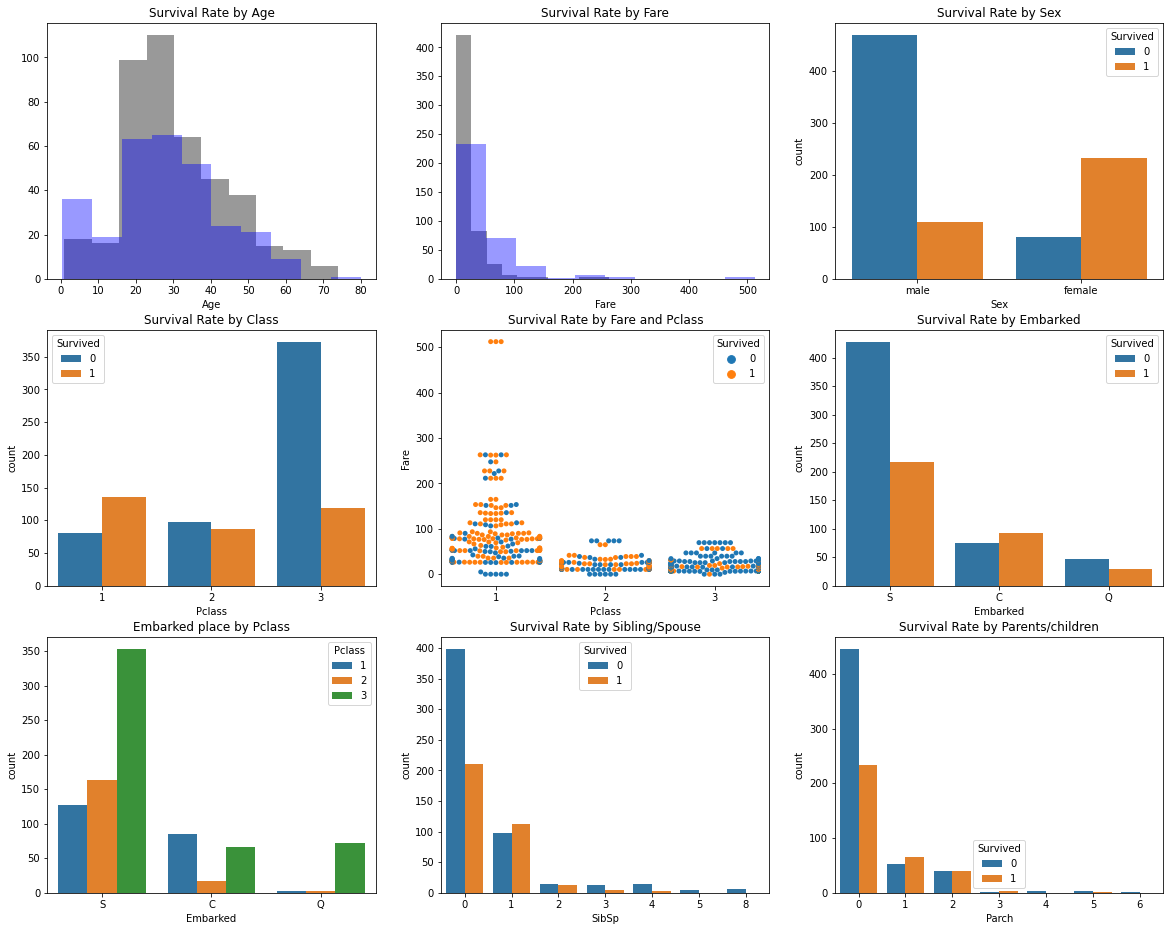 Survival Rate by Age
100
80
60
40
20
0
0 10 20 30 40 50 60 70 80
Age
Survival Rate by Fare
400
350
300
250
200
150
100
50
0
0 100 200 300 400 500
Fare
Survival Rate by Sex
Survived
0
1
count
400
300
200
100
0
male female
Sex
Survival Rate by Class
Survived
0
1
count
350
300
250
200
150
100
50
0
1 2 3
Pclass
Survival Rate by Fare and Pclass
Survived
0
1
Fare
500
400
300
200
100
0
1 2 3
Pclass
Survival Rate by Embarked
Survived
0
1
count
400
350
300
250
200
150
100
50
0
S C Q
Embarked
Embarked place by Pclass
Pclass
1
2
3
count
350
300
250
200
150
100
50
0
S C Q
Embarked
Survival Rate by Sibling/Spouse
Survived
0
1
count
400
350
300
250
200
150
100
50
0
0 1 2 3 4 5 8
SibSp
Survival Rate by Parents/children
Survived
0
1
count
400
300
200
100
0
0 1 2 3 4 5 6
Parch